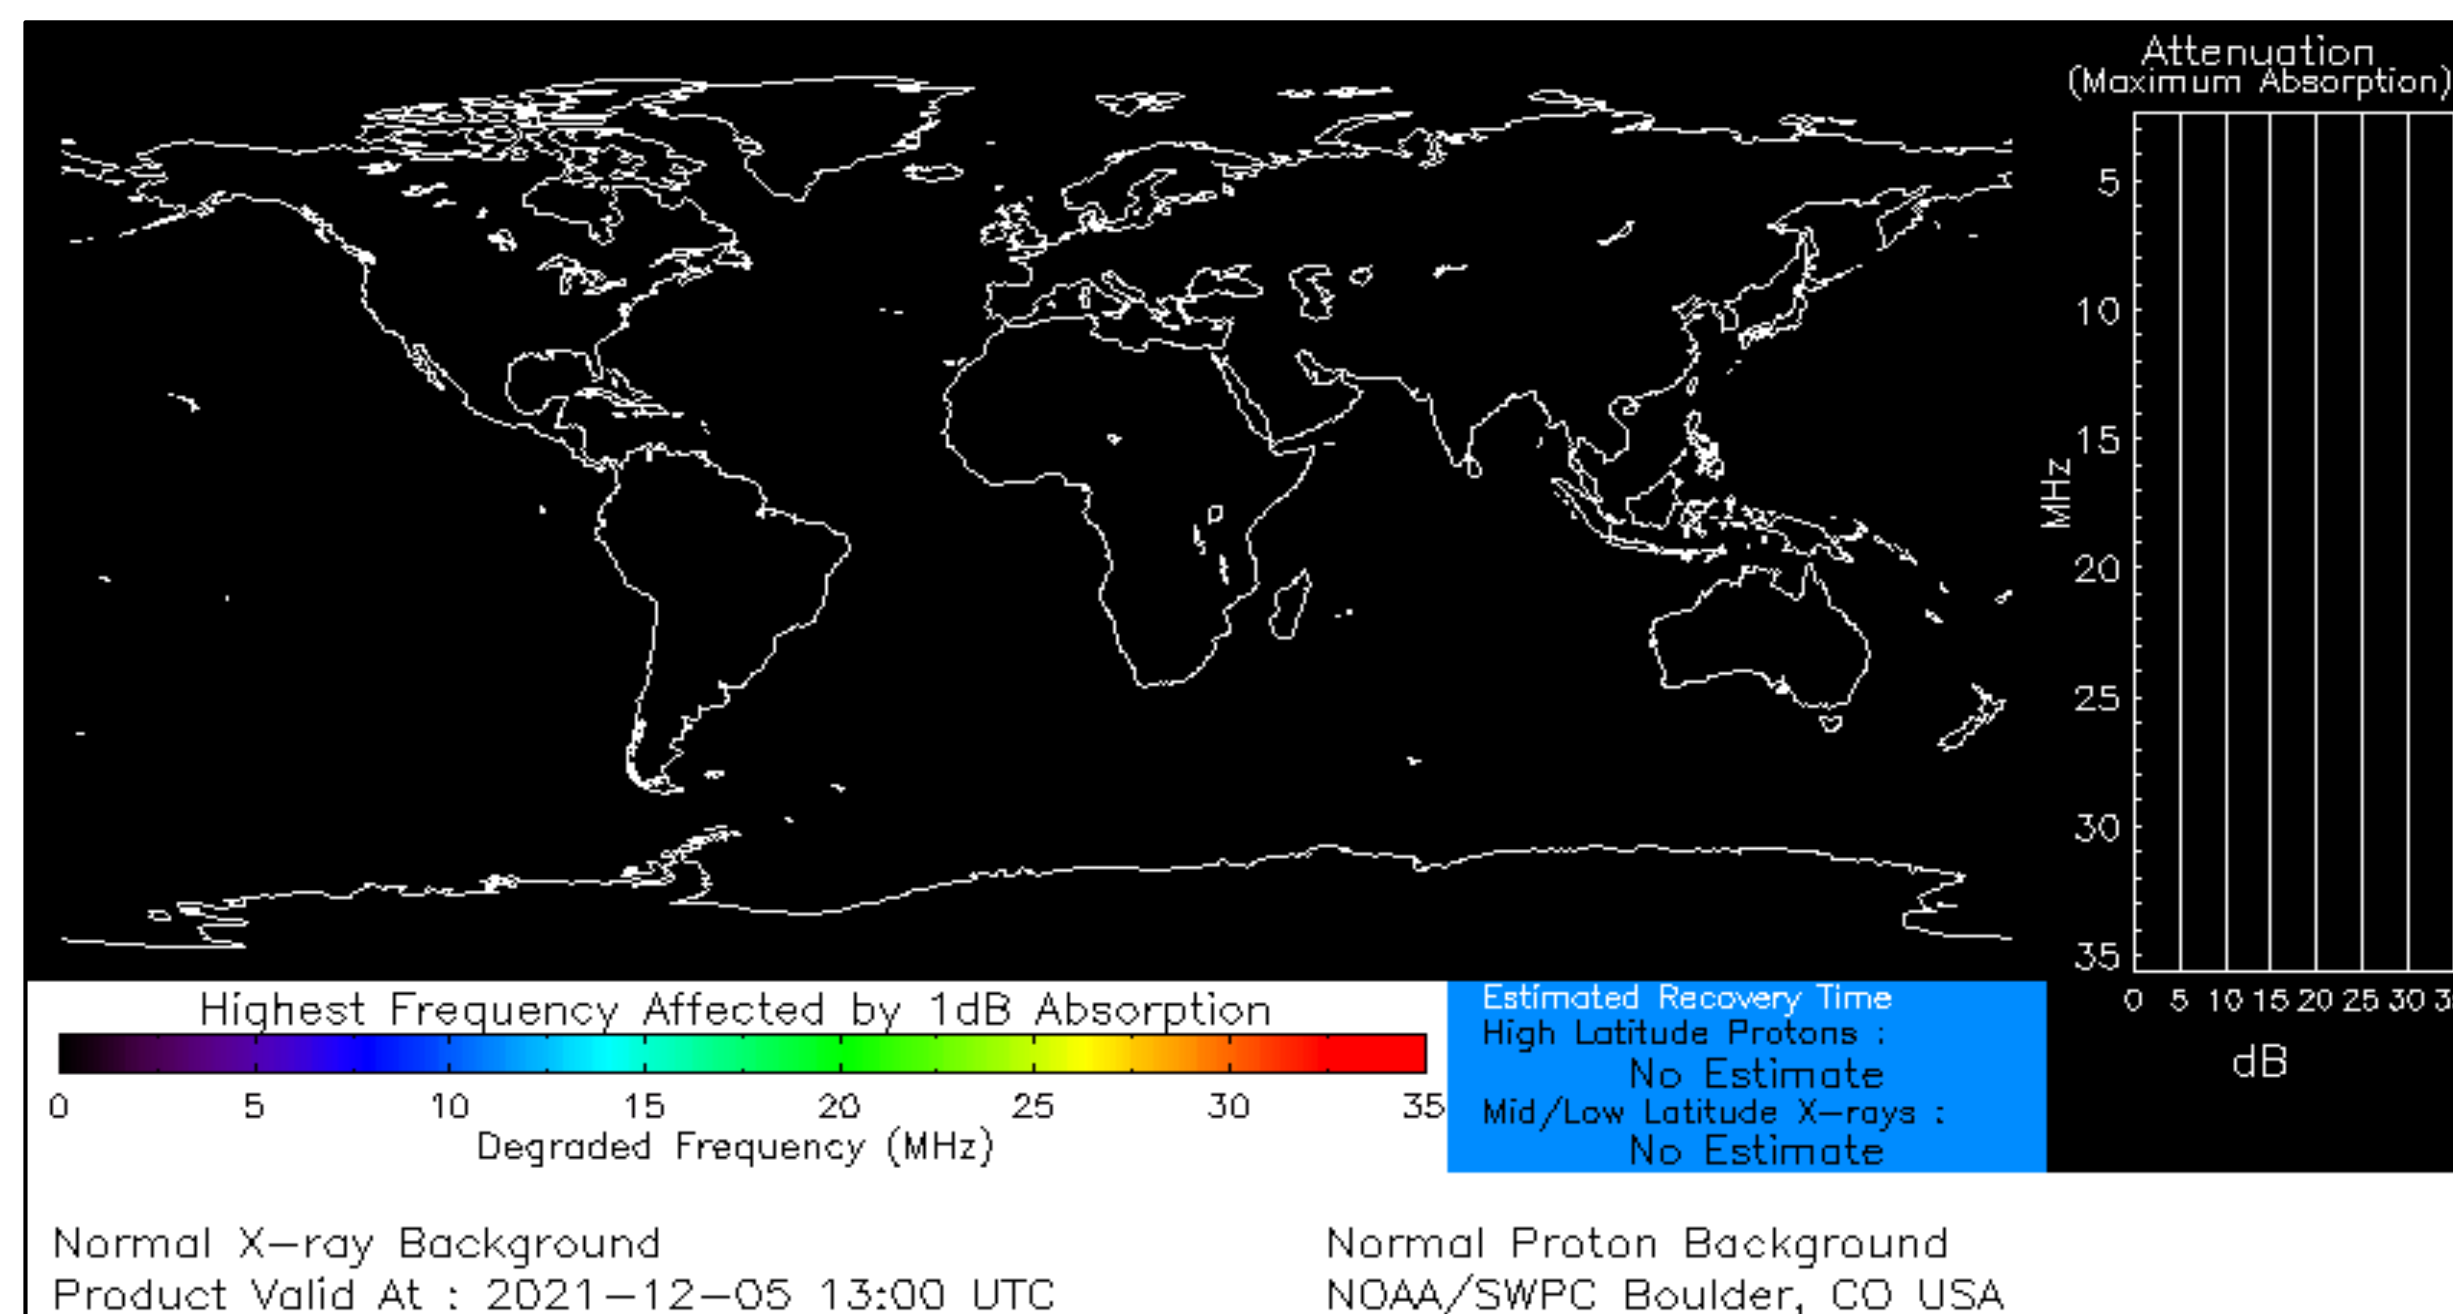 Attenuation
(Maximum Absorption)
5
10
15
20
25
30
35
MHz
0 5 10 15 20 25 30
dB
Highest Frequency Affected by 1dB Absorption
0 5 10 15 20 25 30 35
Degraded Frequency (MHz)
Estimated Recovery Time
High Latitude Protons :
No Estimate
Mid/Low Latitude X-rays :
No Estimate
Normal X-ray Background
Normal Proton Background
Product Valid At : 2021-12-05 13:00 UTC
NOAA/SWPC Boulder, CO USA